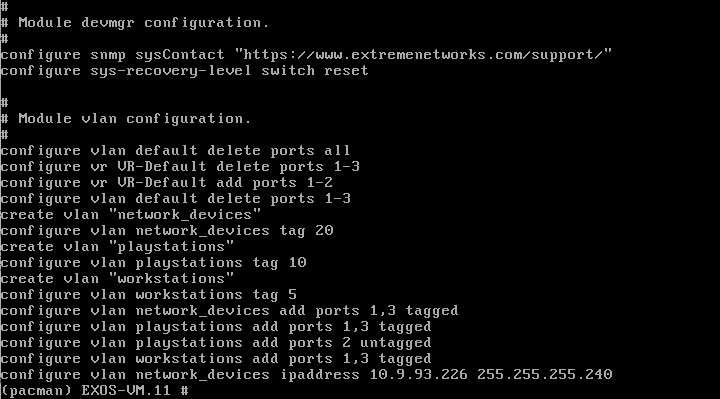 #
# Module devmgr configuration.
#
configure snmp sysContact "https://www.extremenetworks.com/support/"
configure sys-recovery-level switch reset
#
# Module vlan configuration.
#
configure vlan default delete ports all
configure vr VR-Default delete ports 1-3
configure vr VR-Default add ports 1-2
configure vlan default delete ports 1-3
create vlan "network_devices"
configure vlan network_devices tag 20
create vlan "playstations"
configure vlan playstations tag 10
create vlan "workstations"
configure vlan workstations tag 5
configure vlan network_devices add ports 1,3 tagged
configure vlan playstations add ports 1,3 tagged
configure vlan playstations add ports 2 untagged
configure vlan workstations add ports 1,3 tagged
configure vlan network_devices ipaddress 10.9.93.226 255.255.255.240
(pacman) EXOS-VM.11 #